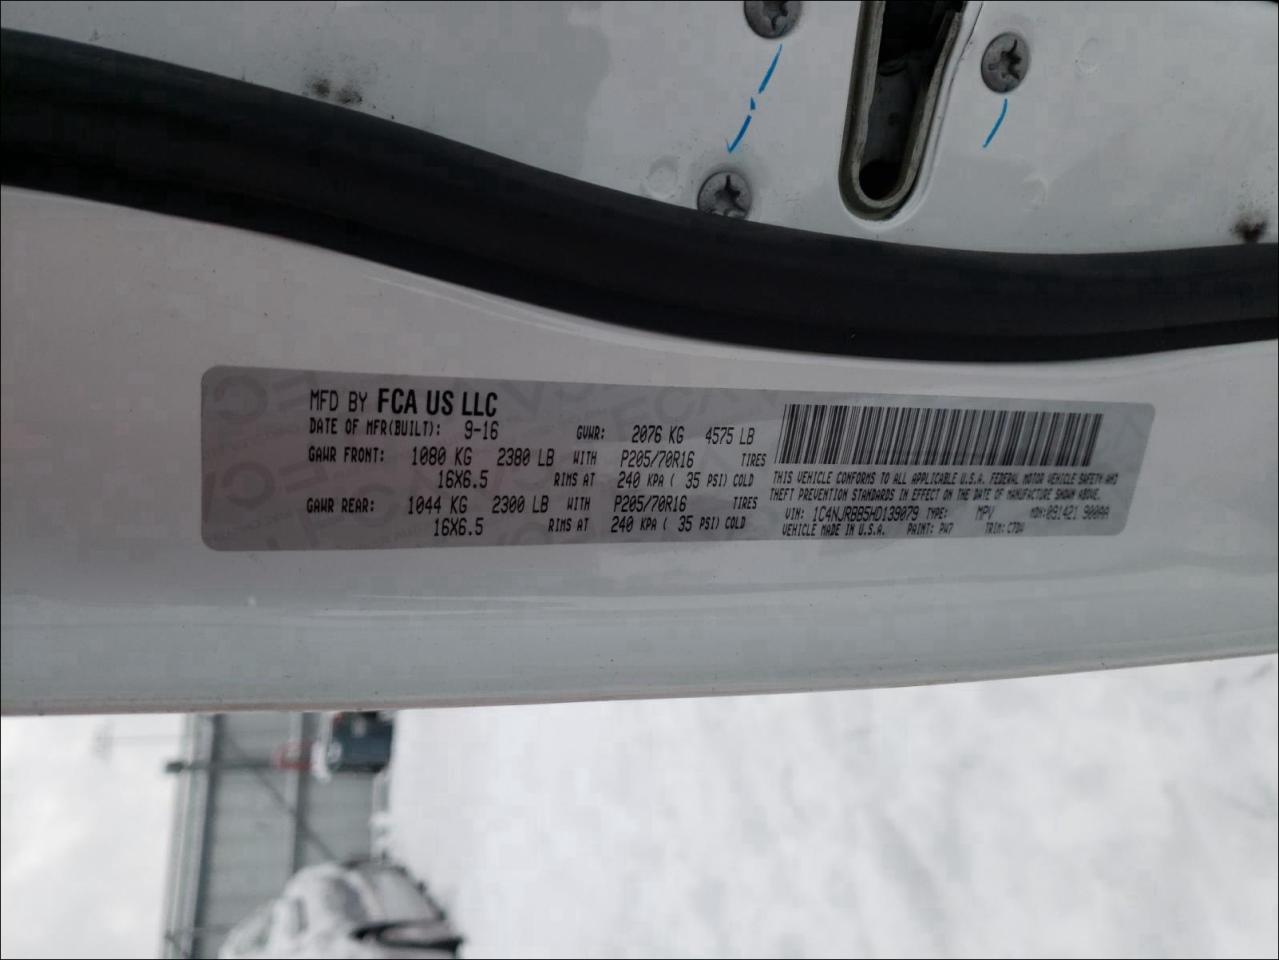 MFD BY FCA US LLC
DATE OF MFR(BUILT): 9-16 GVWR: 2076 KG 4575 LB
GAWR FRONT: 1080 KG 2380 LB WITH P205/70R16 TIRES
16X6.5 RIMS AT 240 KPA ( 35 PSI) COLD
GAWR REAR: 1044 KG 2300 LB WITH P205/70R16 TIRES
16X6.5 RIMS AT 240 KPA ( 35 PSI) COLD
THIS VEHICLE CONFORMS TO ALL APPLICABLE U.S.A. FEDERAL MOTOR VEHICLE SAFETY AND
THEFT PREVENTION STANDARDS IN EFFECT ON THE DATE OF MANUFACTURE SHOWN ABOVE.
VIN: 1C4NJRBB5HD139079 TYPE: MPV MDH: 091421 900AA
VEHICLE MADE IN U.S.A. PAINT: PW7 TRIM: